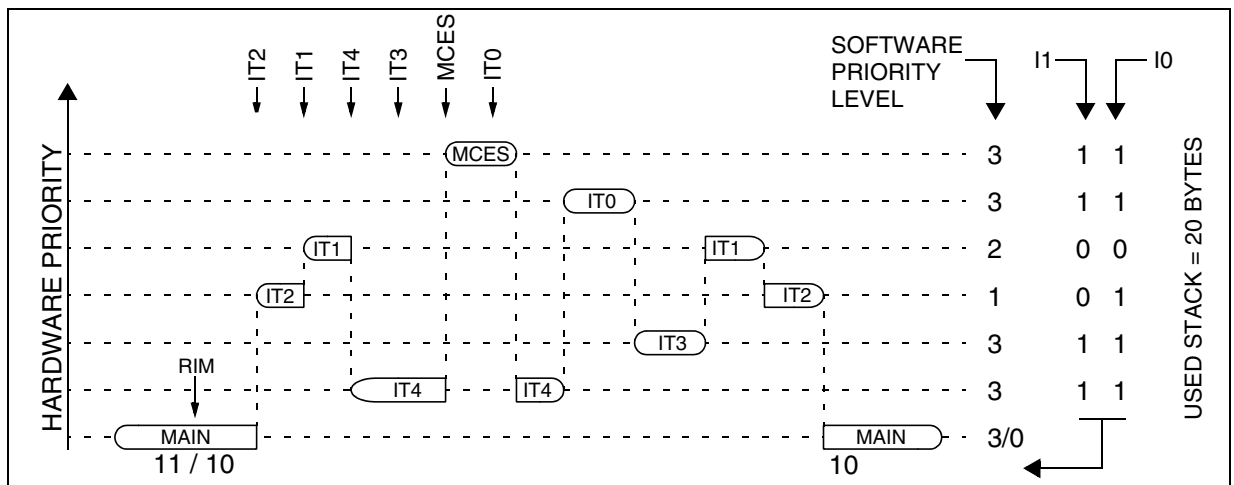 IT2
IT1
IT4
IT3
MCES
IT0
SOFTWARE
PRIORITY
LEVEL
I1
I0
HARDWARE PRIORITY
MCES
3
1 1
IT0
3
1 1
IT1
IT1
2
0 0
IT2
IT2
1
0 1
IT3
3
1 1
RIM
IT4
IT4
3
1 1
MAIN
MAIN
3/0
11 / 10
10
USED STACK = 20 BYTES